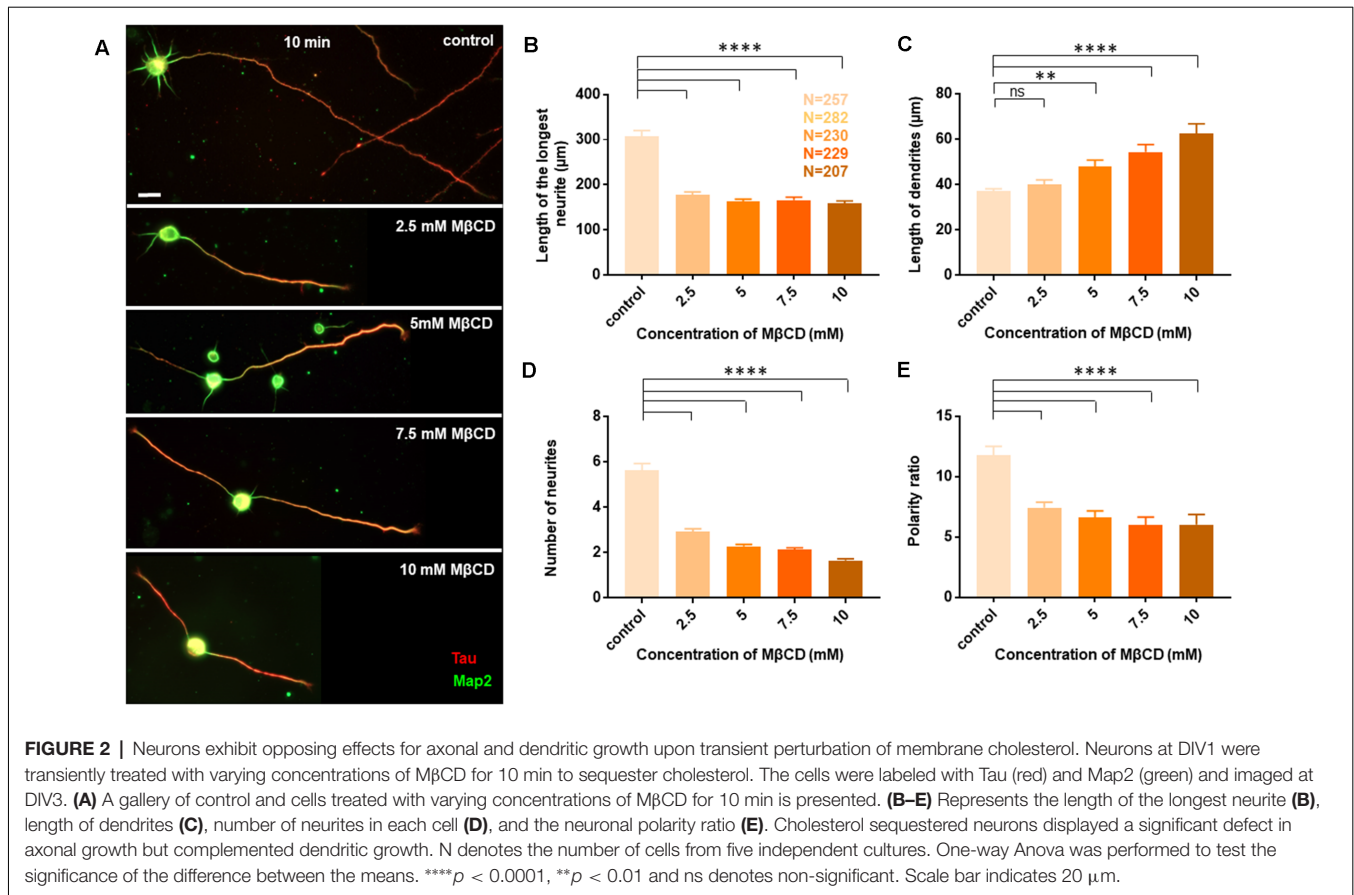 A
10 min
control
2.5 mM MβCD
5mM MβCD
7.5 mM MβCD
10 mM MβCD
Tau
Map2
B
****
N=257
N=282
N=230
N=229
N=207
Length of the longest
neurite (μm)
400
300
200
100
0
control
2.5
5
7.5
10
Concentration of MβCD (mM)
C
****
**
ns
Length of dendrites (μm)
80
60
40
20
0
control
2.5
5
7.5
10
Concentration of MβCD (mM)
D
****
Number of neurites
8
6
4
2
0
control
2.5
5
7.5
10
Concentration of MβCD (mM)
E
****
Polarity ratio
15
10
5
0
control
2.5
5
7.5
10
Concentration of MβCD (mM)
FIGURE 2 | Neurons exhibit opposing effects for axonal and dendritic growth upon transient perturbation of membrane cholesterol. Neurons at DIV1 were
transiently treated with varying concentrations of MβCD for 10 min to sequester cholesterol. The cells were labeled with Tau (red) and Map2 (green) and imaged at
DIV3. (A) A gallery of control and cells treated with varying concentrations of MβCD for 10 min is presented. (B–E) Represents the length of the longest neurite (B),
length of dendrites (C), number of neurites in each cell (D), and the neuronal polarity ratio (E). Cholesterol sequestered neurons displayed a significant defect in
axonal growth but complemented dendritic growth. N denotes the number of cells from five independent cultures. One-way Anova was performed to test the
significance of the difference between the means. ****p < 0.0001, **p < 0.01 and ns denotes non-significant. Scale bar indicates 20 μm.